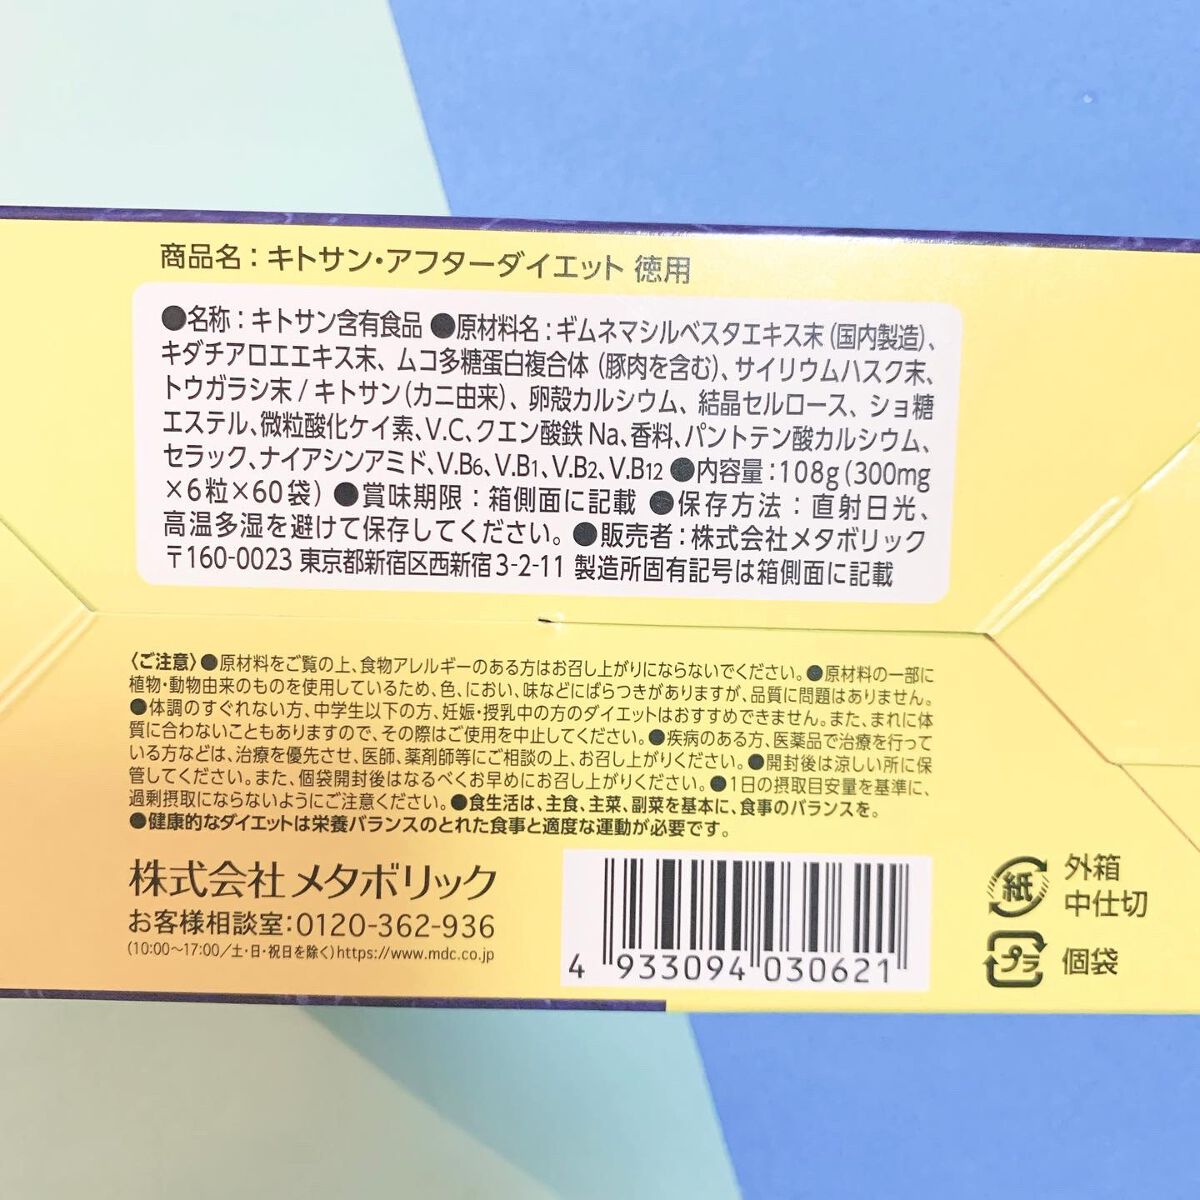 商品名：キトサン・アフターダイエット 徳用
●名称：キトサン含有食品 ●原材料名：ギムネマシルベスタエキス末（国内製造）、
キダチアロエエキス末、ムコ多糖蛋白複合体（豚肉を含む）、サイリウムハスク末、
トウガラシ末 / キトサン（カニ由来）、卵殻カルシウム、結晶セルロース、ショ糖
エステル、微粒酸化ケイ素、V.C、クエン酸鉄 Na、香料、パントテン酸カルシウム、
セラック、ナイアシンアミド、V.B6、V.B1、V.B2、V.B12 ●内容量：108g（300mg
×6粒×60袋）●賞味期限：箱側面に記載 ●保存方法：直射日光、
高温多湿を避けて保存してください。●販売者：株式会社メタボリック
〒160-0023 東京都新宿区西新宿3-2-11 製造所固有記号は箱側面に記載
〈ご注意〉●原材料をご覧の上、食物アレルギーのある方はお召し上がりにならないでください。●原材料の一部に
植物・動物由来のものを使用しているため、色、におい、味などにばらつきがありますが、品質に問題はありません。
●体調のすぐれない方、中学生以下の方、妊娠・授乳中の方のダイエットはおすすめできません。また、まれに体
質に合わないこともありますので、その際はご使用を中止してください。●疾病のある方、医薬品で治療を行って
いる方などは、治療を優先させ、医師、薬剤師等にご相談の上、お召し上がりください。●開封後は涼しい所に保
管してください。また、個袋開封後はなるべくお早めにお召し上がりください。●1日の摂取目安量を基準に、
過剰摂取にならないようにご注意ください。●食生活は、主食、主菜、副菜を基本に、食事のバランスを。
●健康的なダイエットは栄養バランスのとれた食事と適度な運動が必要です。
株式会社 メタボリック
お客様相談室：0120-362-936
（10:00～17:00／土・日・祝日を除く）https://www.mdc.co.jp
4 933094 030621
紙 外箱
中仕切
プラ 個袋